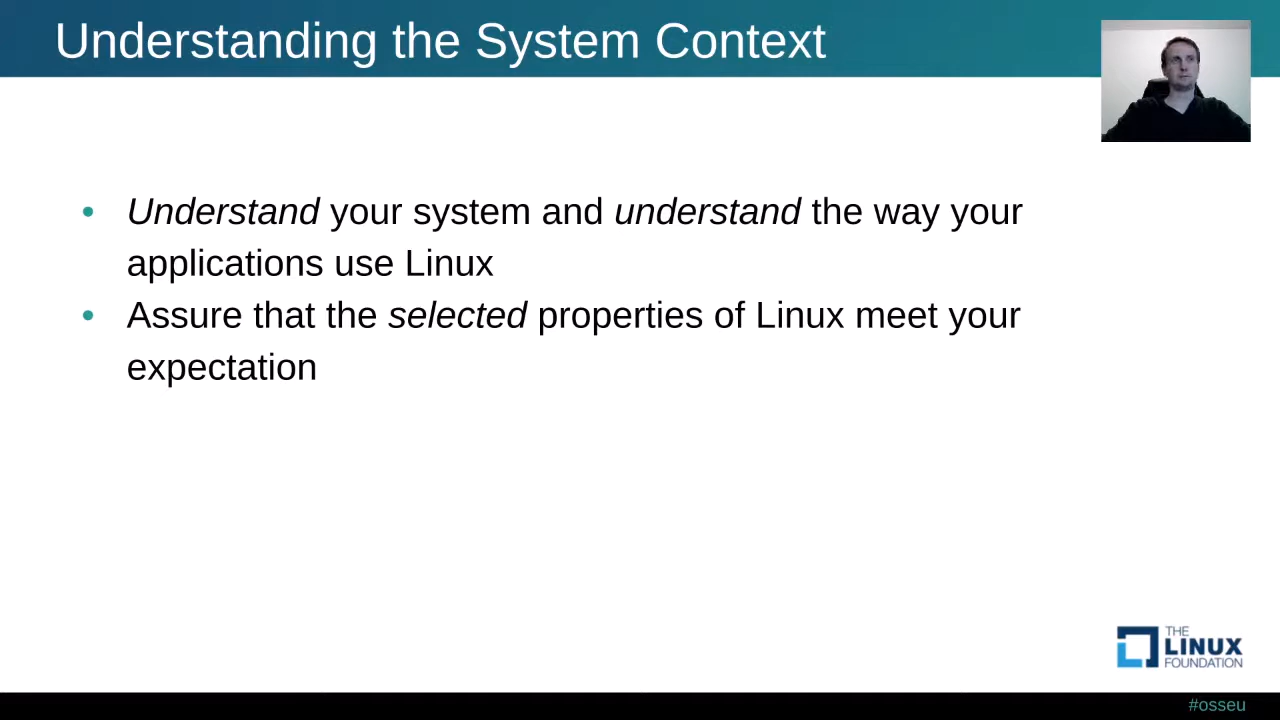 Understanding the System Context
• Understand your system and understand the way your
applications use Linux
• Assure that the selected properties of Linux meet your
expectation
THE
LINUX
FOUNDATION
#osseu